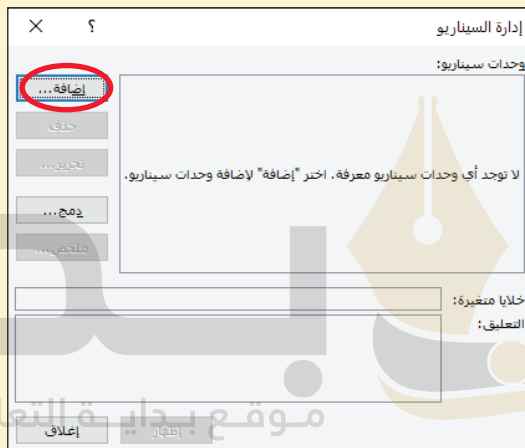 إدارة السيناريو
؟
وحدات سيناريو:
إضافة...
حذف
تحرير...
لا توجد أي وحدات سيناريو معرفة، اختر "إضافة" لإضافة وحدات سيناريو.
دمج...
ملخص...
خلايا متغيرة:
التعليق:
موقع بداية التعل
إظهار
إغلاق